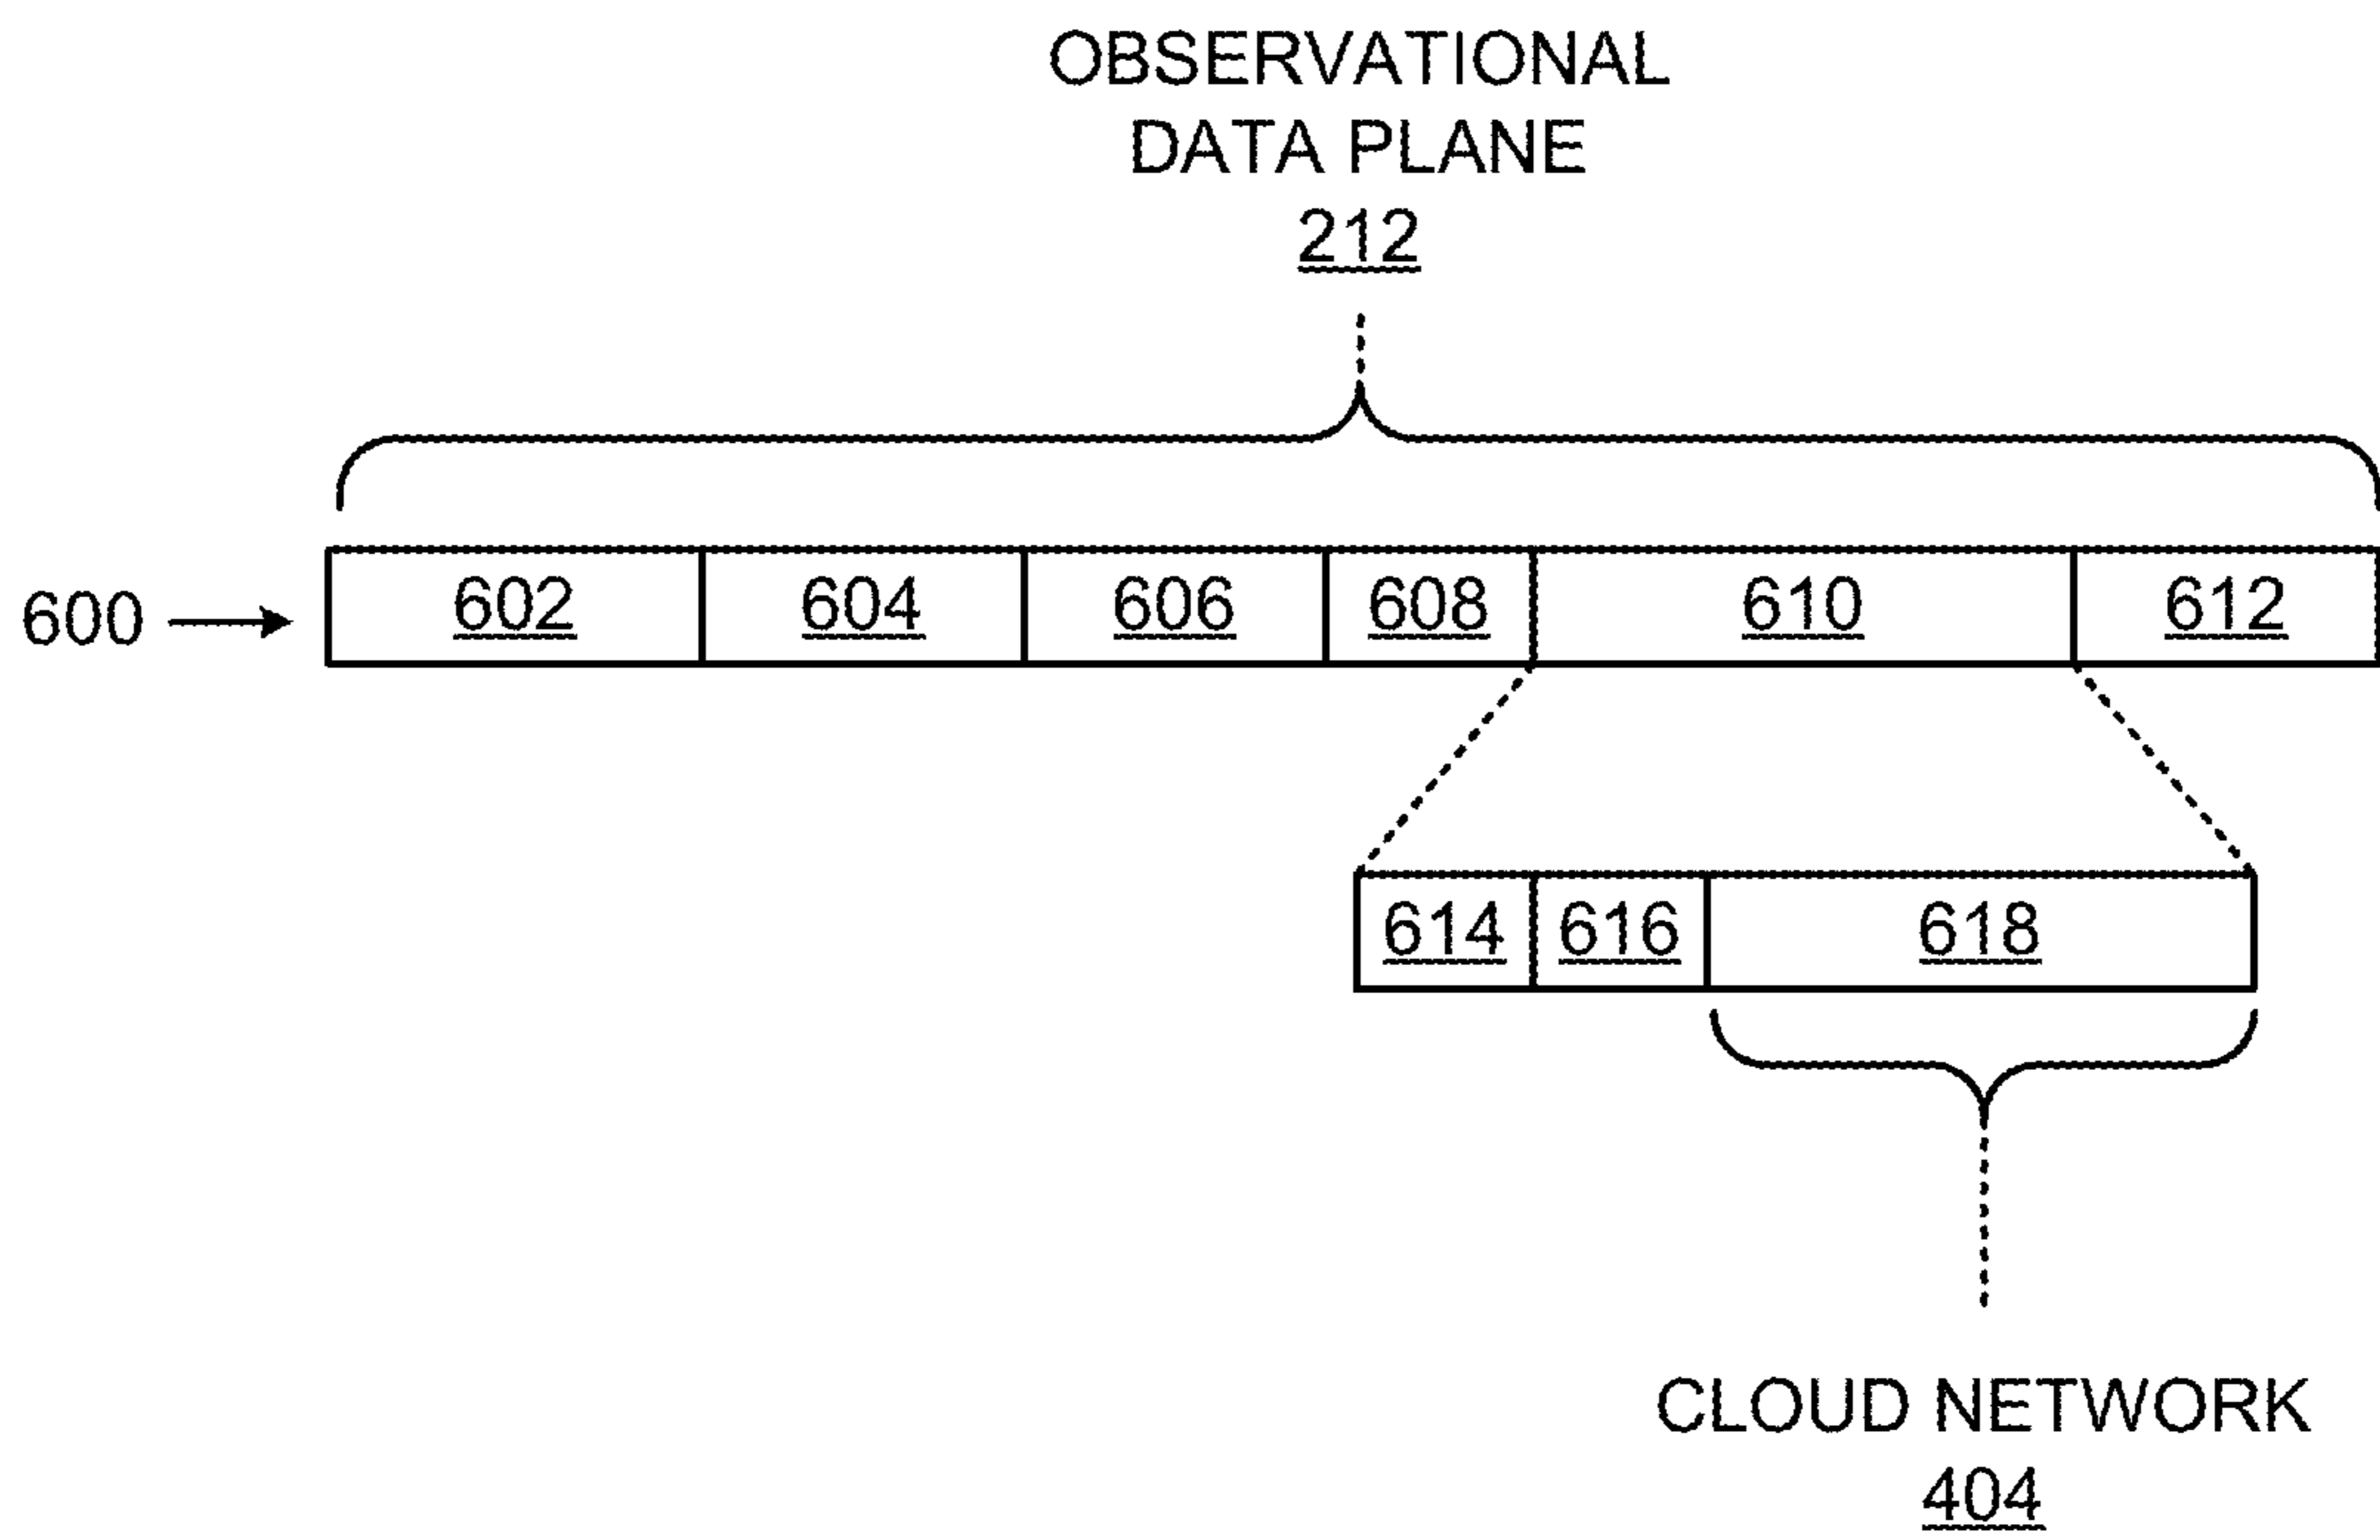 OBSERVATIONAL
DATA PLANE
212
600
602 604 606 608 610 612
614 616 618
CLOUD NETWORK
404